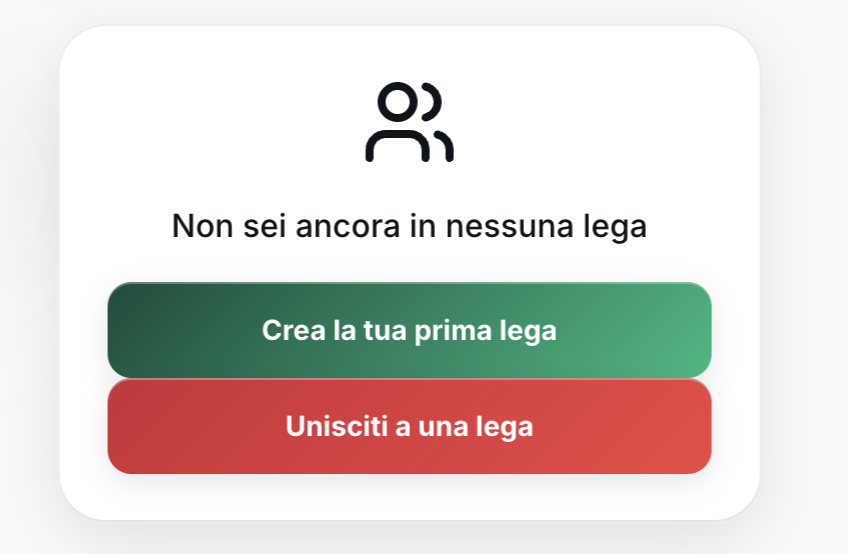 Non sei ancora in nessuna lega
Crea la tua prima lega
Unisciti a una lega